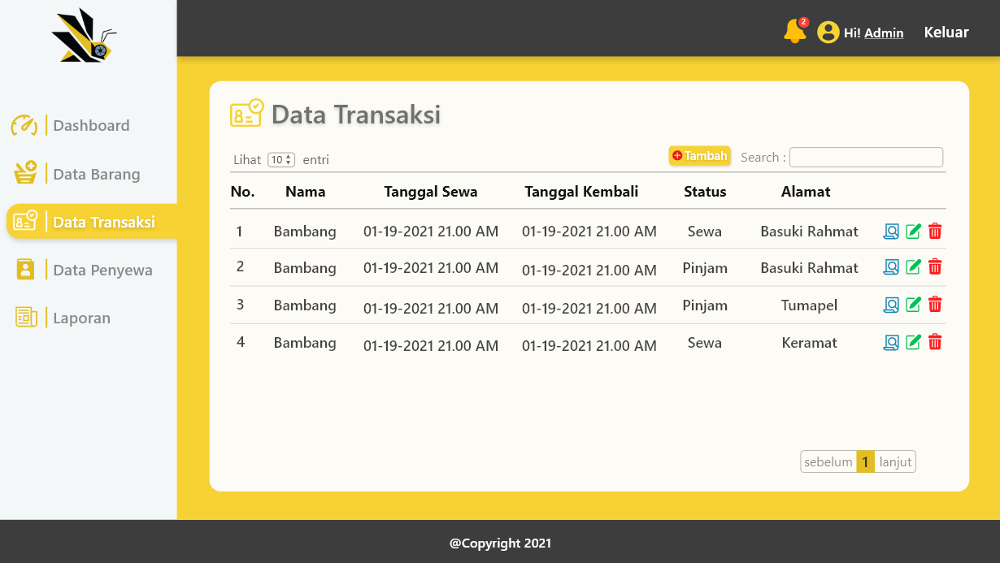 2
Hi! Admin Keluar
Dashboard
Data Barang
Data Transaksi
Data Penyewa
Laporan
Data Transaksi
Lihat 10 entri
Tambah Search :
No. Nama Tanggal Sewa Tanggal Kembali Status Alamat
1 Bambang 01-19-2021 21.00 AM 01-19-2021 21.00 AM Sewa Basuki Rahmat
2 Bambang 01-19-2021 21.00 AM 01-19-2021 21.00 AM Pinjam Basuki Rahmat
3 Bambang 01-19-2021 21.00 AM 01-19-2021 21.00 AM Pinjam Tumapel
4 Bambang 01-19-2021 21.00 AM 01-19-2021 21.00 AM Sewa Keramat
sebelum 1 lanjut
@Copyright 2021